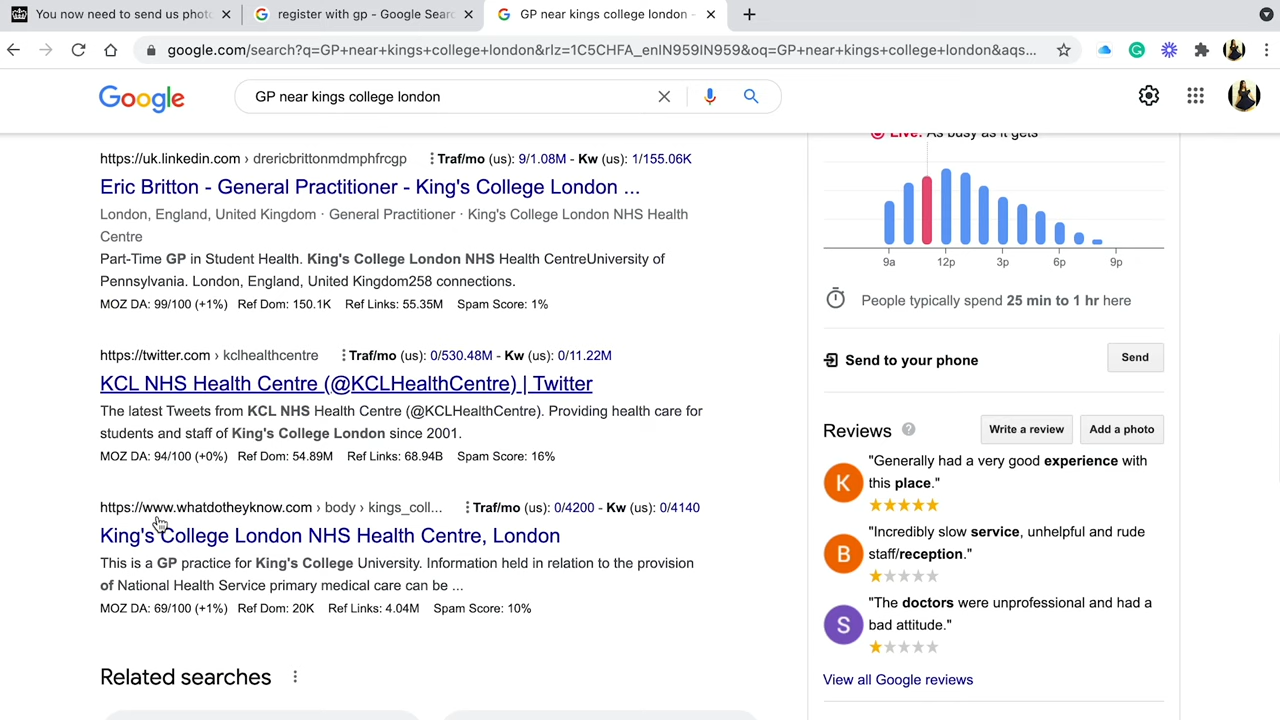 You now need to send us photo
register with gp - Google Searc
GP near kings college london -
google.com/search?q=GP+near+kings+college+london&rlz=1C5CHFA_enIN959IN959&oq=GP+near+kings+college+london&aqs...
Google
GP near kings college london
https://uk.linkedin.com › drericbrittonmdmphfrcgp Traf/mo (us): 9/1.08M - Kw (us): 1/155.06K
Eric Britton - General Practitioner - King's College London ...
London, England, United Kingdom · General Practitioner · King's College London NHS Health
Centre
Part-Time GP in Student Health. King's College London NHS Health CentreUniversity of
Pennsylvania. London, England, United Kingdom258 connections.
MOZ DA: 99/100 (+1%) Ref Dom: 150.1K Ref Links: 55.35M Spam Score: 1%
https://twitter.com › kclhealthcentre Traf/mo (us): 0/530.48M - Kw (us): 0/11.22M
KCL NHS Health Centre (@KCLHealthCentre) | Twitter
The latest Tweets from KCL NHS Health Centre (@KCLHealthCentre). Providing health care for
students and staff of King's College London since 2001.
MOZ DA: 94/100 (+0%) Ref Dom: 54.89M Ref Links: 68.94B Spam Score: 16%
https://www.whatdotheyknow.com › body › kings_coll... Traf/mo (us): 0/4200 - Kw (us): 0/4140
King's College London NHS Health Centre, London
This is a GP practice for King's College University. Information held in relation to the provision
of National Health Service primary medical care can be ...
MOZ DA: 69/100 (+1%) Ref Dom: 20K Ref Links: 4.04M Spam Score: 10%
Related searches
Live: As busy as it gets
9a 12p 3p 6p 9p
People typically spend 25 min to 1 hr here
Send to your phone
Send
Reviews
Write a review
Add a photo
K
"Generally had a very good experience with
this place."
B
"Incredibly slow service, unhelpful and rude
staff/reception."
S
"The doctors were unprofessional and had a
bad attitude."
View all Google reviews